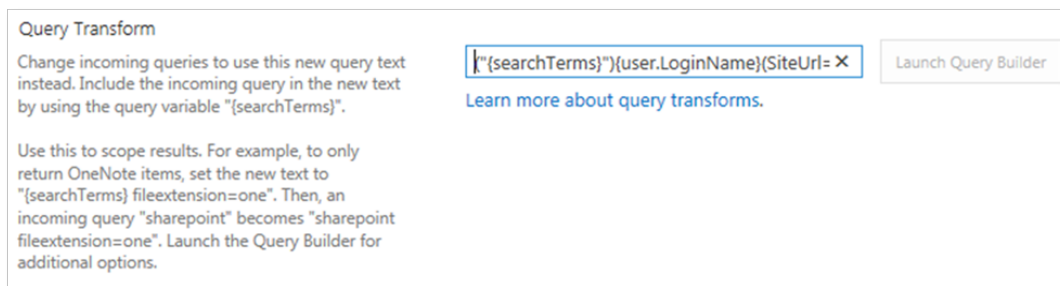 Query Transform
Change incoming queries to use this new query text
instead. Include the incoming query in the new text
by using the query variable "{searchTerms}".
Use this to scope results. For example, to only
return OneNote items, set the new text to
"{searchTerms} fileextension=one". Then, an
incoming query "sharepoint" becomes "sharepoint
fileextension=one". Launch the Query Builder for
additional options.
("{searchTerms}"){user.LoginName}(SiteUrl=
Launch Query Builder
Learn more about query transforms.